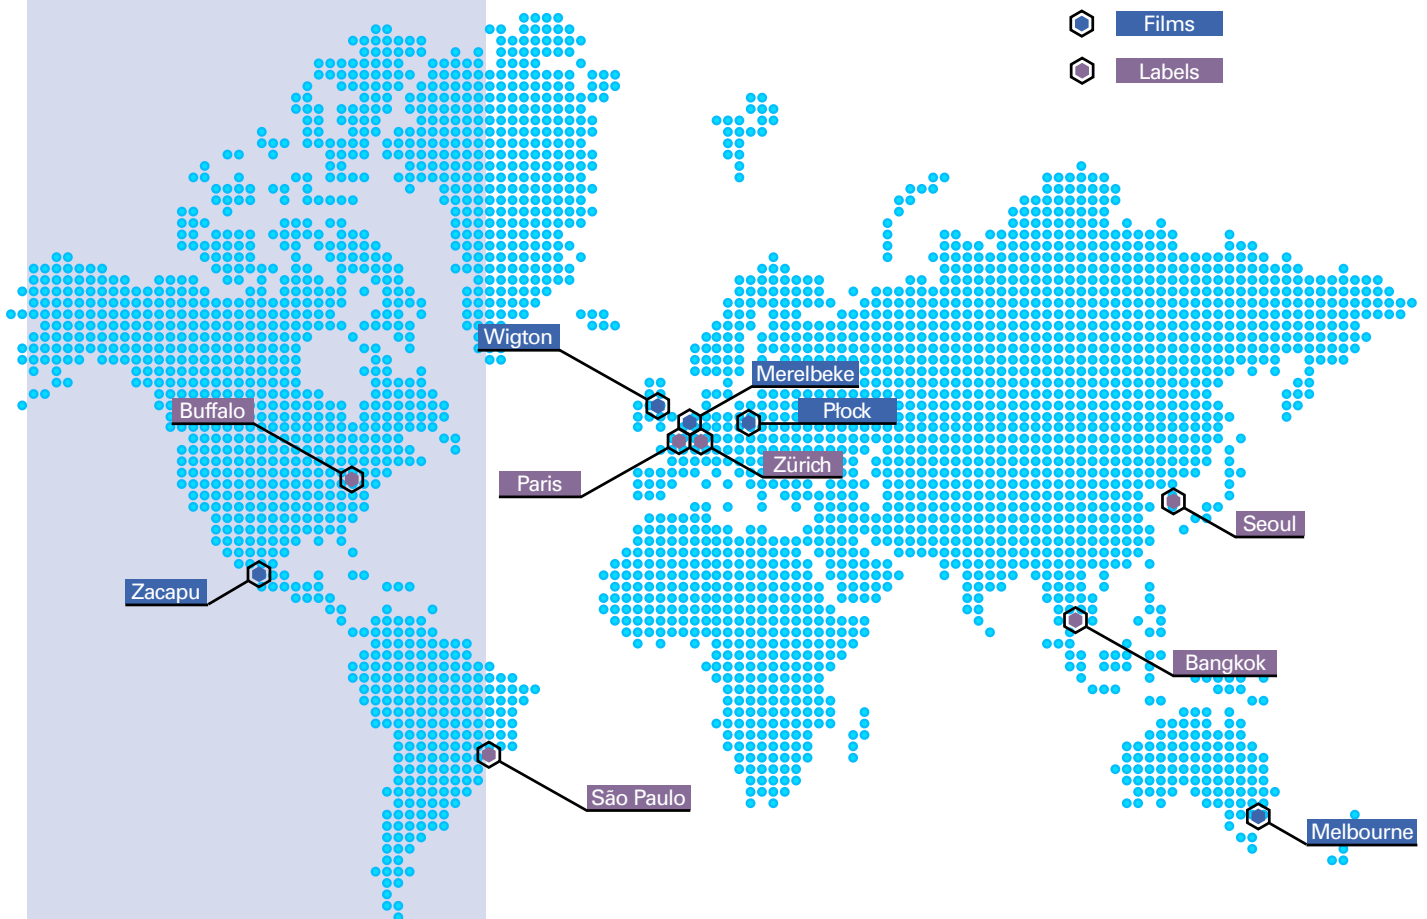 Films
Labels
Wigton
Merelbeke
Buffalo
Płock
Zürich
Paris
Seoul
Zacapu
Bangkok
São Paulo
Melbourne